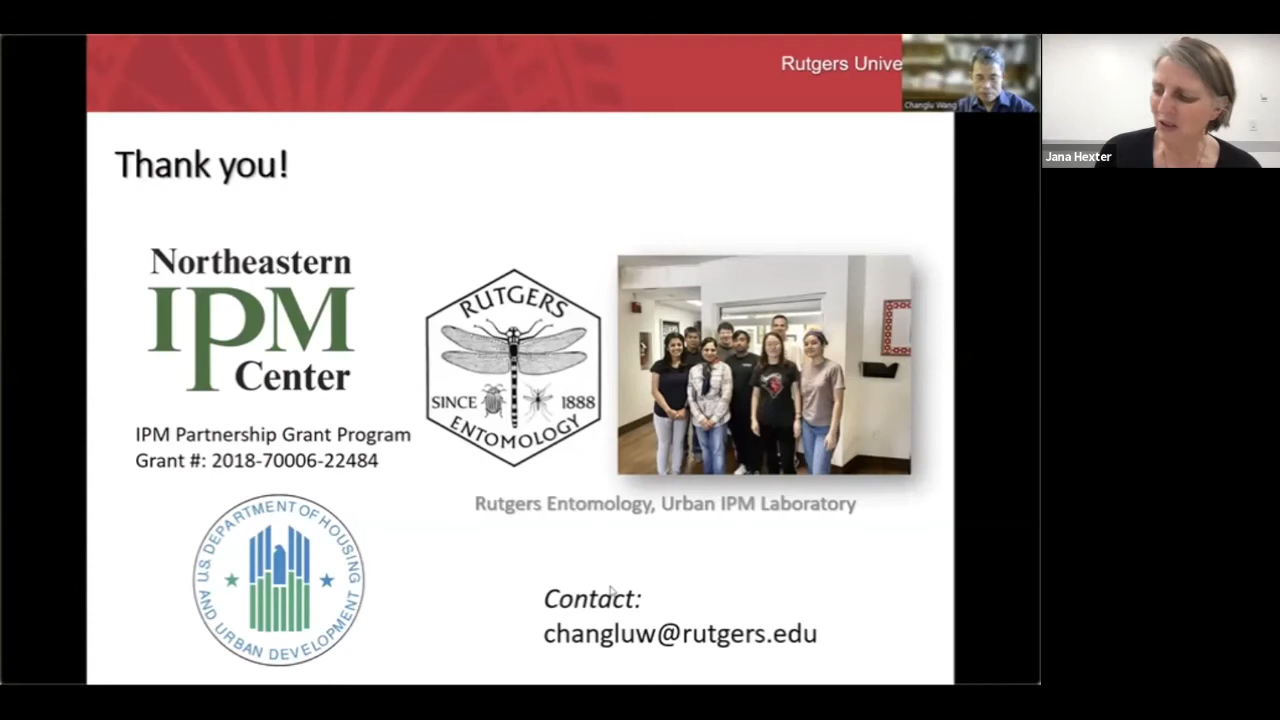 Rutgers Unive
Changlu Wang
Jana Hexter
Thank you!
Northeastern
IPM
Center
RUTGERS
SINCE 1888
ENTOMOLOGY
IPM Partnership Grant Program
Grant #: 2018-70006-22484
Rutgers Entomology, Urban IPM Laboratory
U.S. DEPARTMENT OF HOUSING
AND URBAN DEVELOPMENT
Contact:
changluw@rutgers.edu